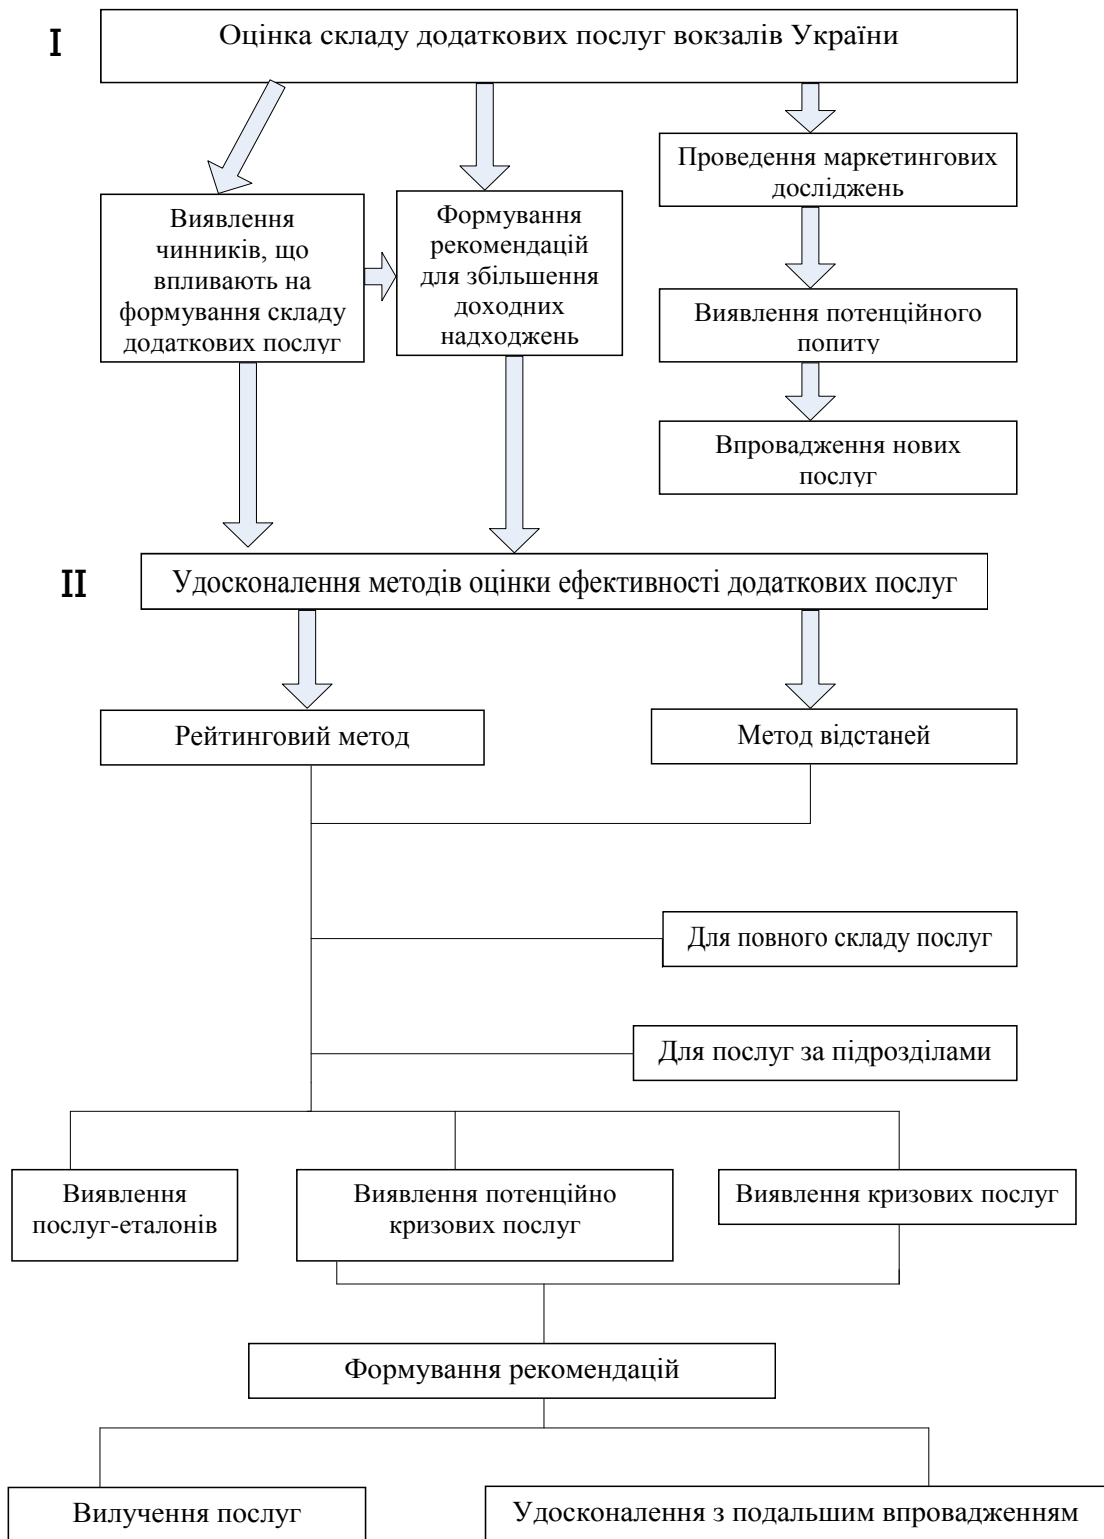 I
Оцінка складу додаткових послуг вокзалів України
Проведення маркетингових
досліджень
Виявлення
чинників, що
впливають на
формування складу
додаткових послуг
Формування
рекомендацій
для збільшення
доходних
надходжень
Виявлення потенційного
попиту
Впровадження нових
послуг
II
Удосконалення методів оцінки ефективності додаткових послуг
Рейтинговий метод
Метод відстаней
Для повного складу послуг
Для послуг за підрозділами
Виявлення
послуг-еталонів
Виявлення потенційно
кризових послуг
Виявлення кризових послуг
Формування рекомендацій
Вилучення послуг
Удосконалення з подальшим впровадженням